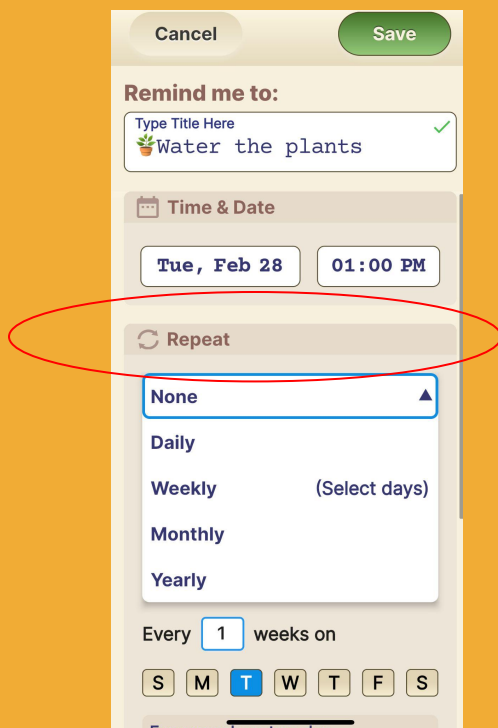 Cancel Save
Remind me to:
Type Title Here
🪴Water the plants
Time & Date
Tue, Feb 28 01:00 PM
Repeat
None
Daily
Weekly (Select days)
Monthly
Yearly
Every 1 weeks on
S M T W T F S